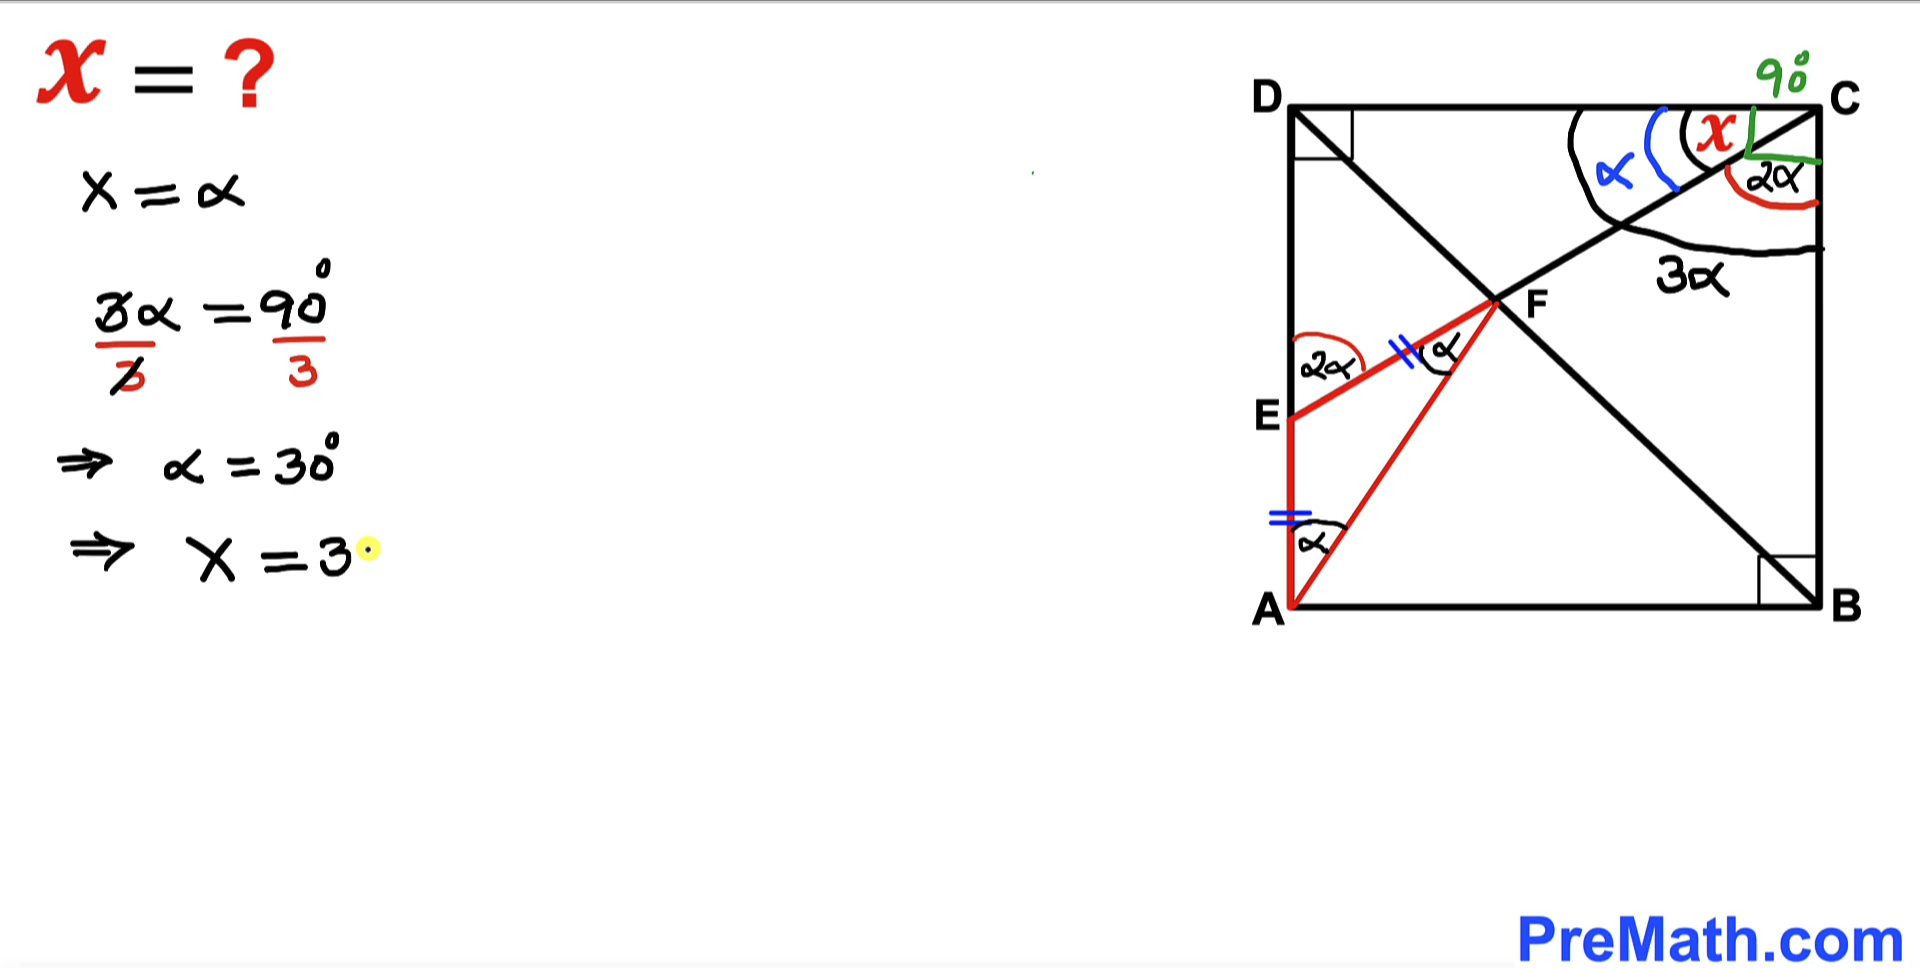 x = ?
x = α
3α = 90°
3 3
⇒ α = 30°
⇒ x = 3
90°
D C
x
α 2α
3α
F
2α α
E
α
A B
PreMath.com